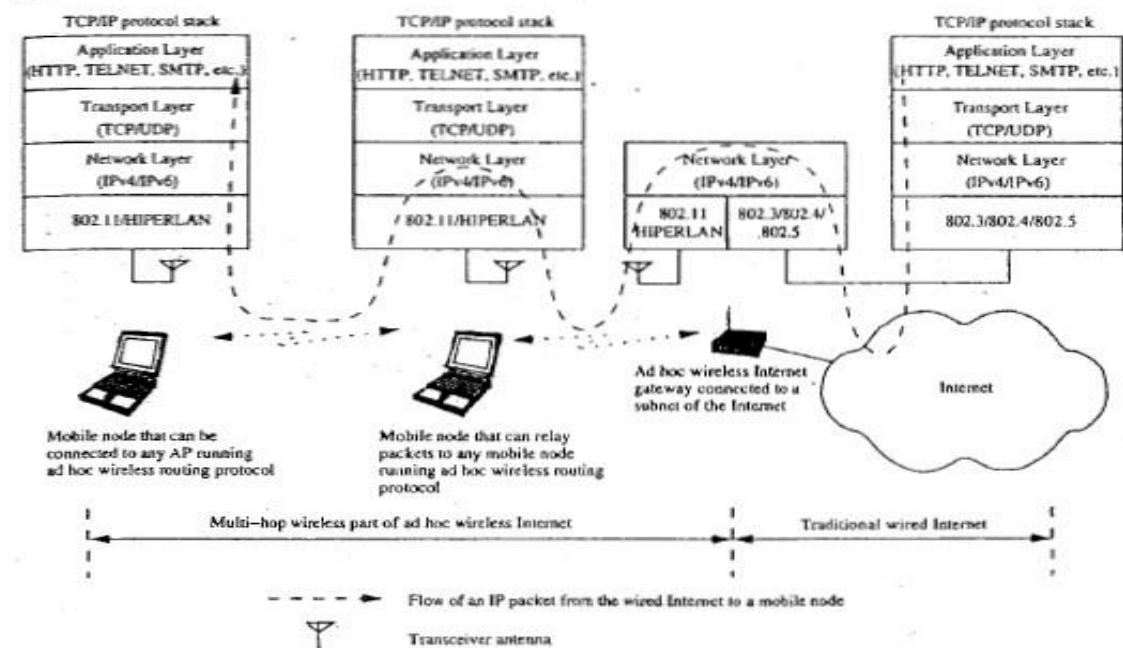 TCP/IP protocol stack
Application Layer
(HTTP, TELNET, SMTP, etc.)
Transport Layer
(TCP/UDP)
Network Layer
(IPv4/IPv6)
802.11/HIPERLAN
TCP/IP protocol stack
Application Layer
(HTTP, TELNET, SMTP, etc.)
Transport Layer
(TCP/UDP)
Network Layer
(IPv4/IPv6)
802.11/HIPERLAN
Network Layer
(IPv4/IPv6)
802.11
HIPERLAN
802.3/802.4/
802.5
TCP/IP protocol stack
Application Layer
(HTTP, TELNET, SMTP, etc.)
Transport Layer
(TCP/UDP)
Network Layer
(IPv4/IPv6)
802.3/802.4/802.5
Mobile node that can be
connected to any AP running
ad hoc wireless routing protocol
Mobile node that can relay
packets to any mobile node
running ad hoc wireless routing
protocol
Ad hoc wireless Internet
gateway connected to a
subnet of the Internet
Internet
Multi-hop wireless part of ad hoc wireless Internet
Traditional wired Internet
Flow of an IP packet from the wired Internet to a mobile node
Transceiver antenna